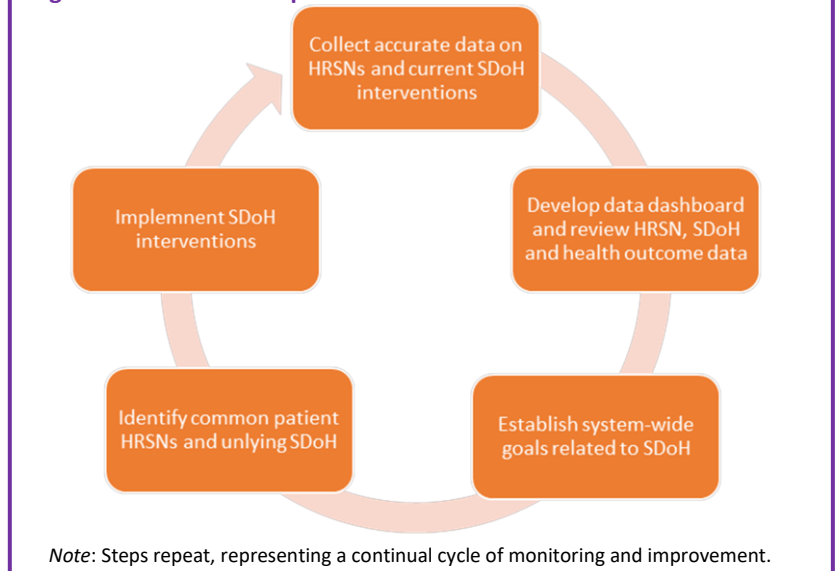 Collect accurate data on
HRSNs and current SDoH
interventions
Develop data dashboard
and review HRSN, SDoH
and health outcome data
Establish system-wide
goals related to SDoH
Identify common patient
HRSNs and unlying SDoH
Implemnent SDoH
interventions
Note: Steps repeat, representing a continual cycle of monitoring and improvement.